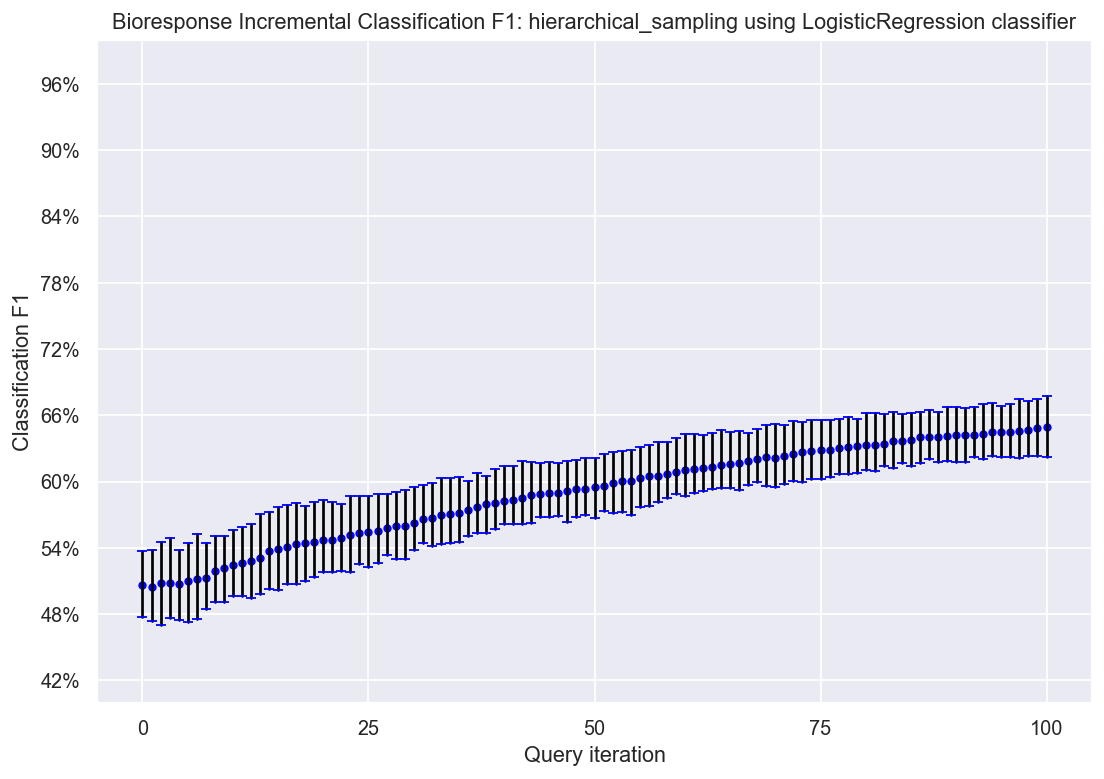 Bioresponse Incremental Classification F1: hierarchical_sampling using LogisticRegression classifier
96%
90%
84%
78%
72%
66%
60%
54%
48%
42%
Classification F1
0 25 50 75 100
Query iteration